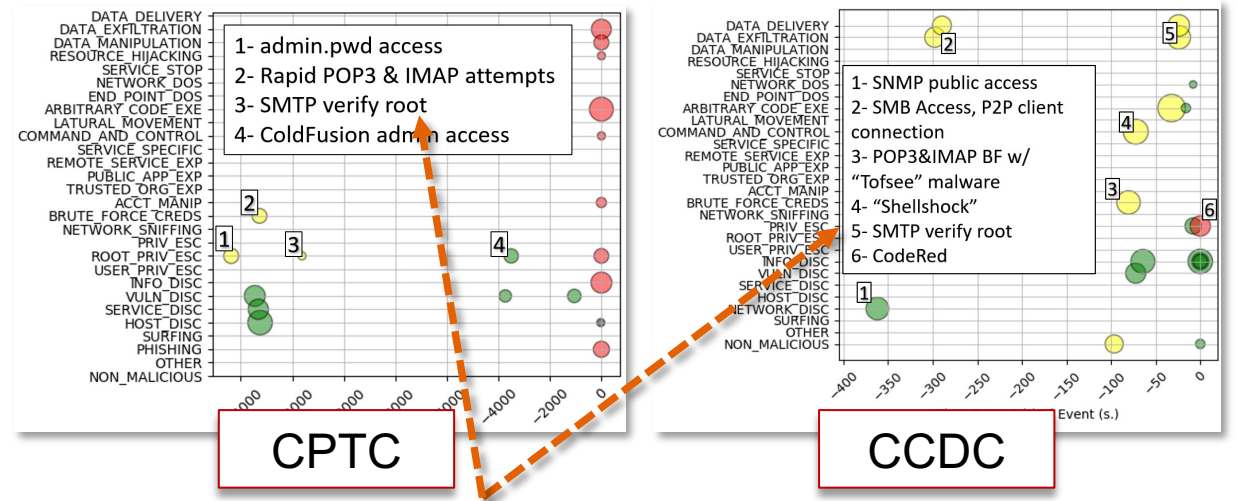 DATA_DELIVERY
DATA_EXFILTRATION
DATA_MANIPULATION
RESOURCE_HIJACKING
SERVICE_STOP
NETWORK_DOS
END_POINT_DOS
ARBITRARY_CODE_EXE
LATURAL_MOVEMENT
COMMAND_AND_CONTROL
SERVICE_SPECIFIC
REMOTE_SERVICE_EXP
PUBLIC_APP_EXP
TRUSTED_ORG_EXP
ACCT_MANIP
BRUTE_FORCE_CREDS
NETWORK_SNIFFING
PRIV_ESC
ROOT_PRIV_ESC
USER_PRIV_ESC
INFO_DISC
VULN_DISC
SERVICE_DISC
HOST_DISC
SURFING
PHISHING
OTHER
NON_MALICIOUS
1- admin.pwd access
2- Rapid POP3 & IMAP attempts
3- SMTP verify root
4- ColdFusion admin access
2
1
3
4
-4000
-2000
0
CPTC
DATA_DELIVERY
DATA_EXFILTRATION
DATA_MANIPULATION
RESOURCE_HIJACKING
SERVICE_STOP
NETWORK_DOS
END_POINT_DOS
ARBITRARY_CODE_EXE
LATURAL_MOVEMENT
COMMAND_AND_CONTROL
SERVICE_SPECIFIC
REMOTE_SERVICE_EXP
PUBLIC_APP_EXP
TRUSTED_ORG_EXP
ACCT_MANIP
BRUTE_FORCE_CREDS
NETWORK_SNIFFING
PRIV_ESC
ROOT_PRIV_ESC
USER_PRIV_ESC
INFO_DISC
VULN_DISC
SERVICE_DISC
HOST_DISC
NETWORK_DISC
SURFING
OTHER
NON_MALICIOUS
1- SNMP public access
2- SMB Access, P2P client
connection
3- POP3&IMAP BF w/
“Tofsee” malware
4- “Shellshock”
5- SMTP verify root
6- CodeRed
2
5
4
3
6
1
-400
-350
-300
-250
-200
-150
-100
-50
0
Event (s.)
CCDC